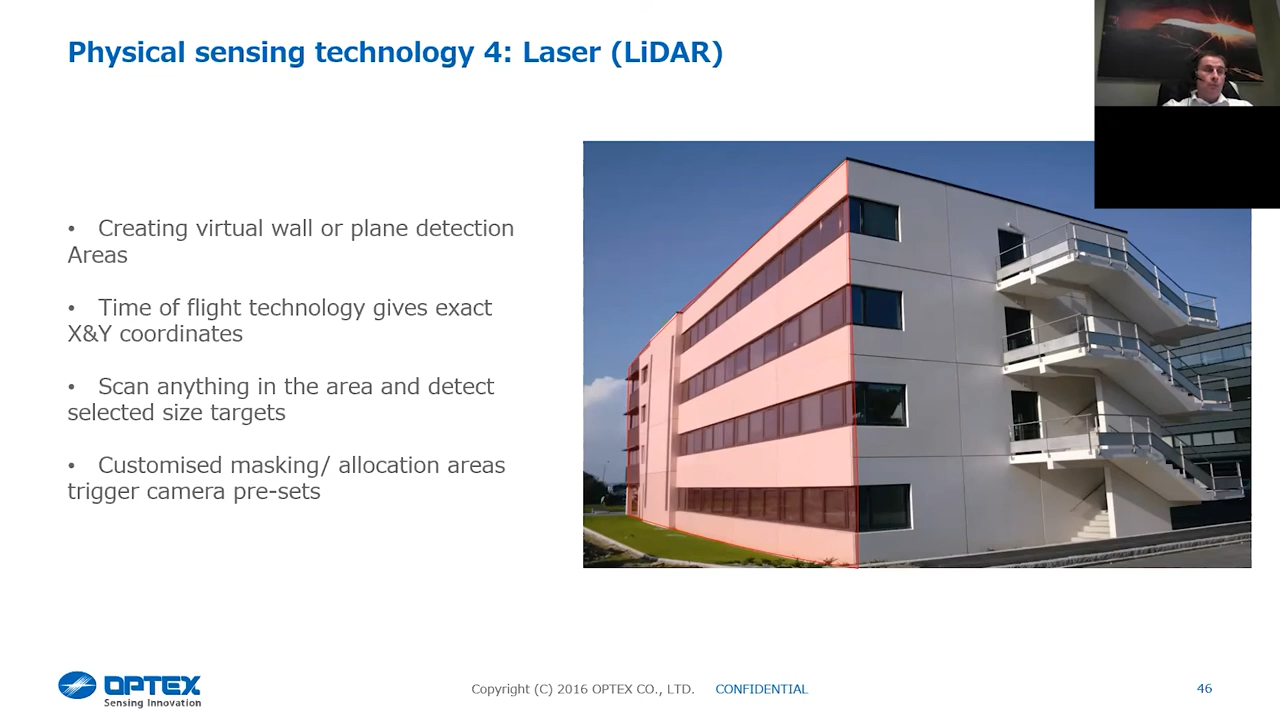 Physical sensing technology 4: Laser (LiDAR)
• Creating virtual wall or plane detection
Areas
• Time of flight technology gives exact
X&Y coordinates
• Scan anything in the area and detect
selected size targets
• Customised masking/ allocation areas
trigger camera pre-sets
OPTEX
Sensing Innovation
Copyright (C) 2016 OPTEX CO., LTD. CONFIDENTIAL
46